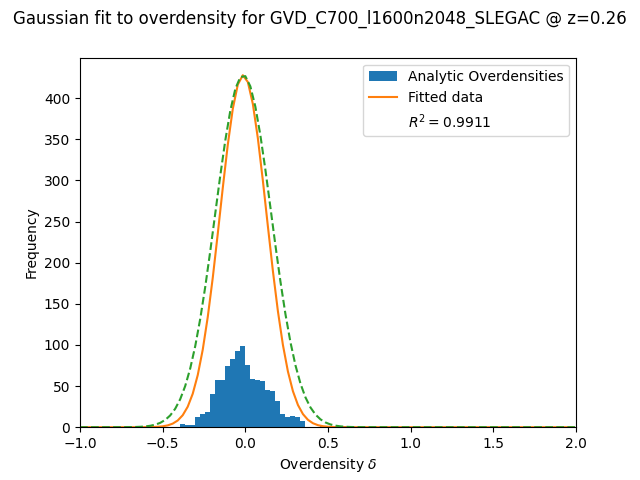 Gaussian fit to overdensity for GVD_C700_l1600n2048_SLEGAC @ z=0.26
Analytic Overdensities
Fitted data
R² = 0.9911
Frequency
400
350
300
250
200
150
100
50
0
−1.0 −0.5 0.0 0.5 1.0 1.5 2.0
Overdensity δ